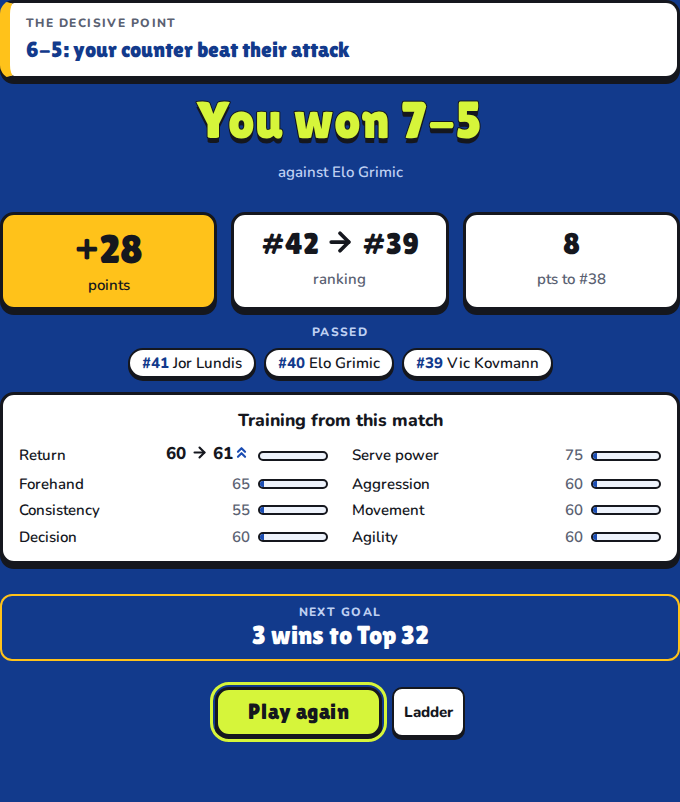 THE DECISIVE POINT
6–5: your counter beat their attack
You won 7–5
against Elo Grimic
+28
points
#42 → #39
ranking
8
pts to #38
PASSED
#41 Jor Lundis
#40 Elo Grimic
#39 Vic Kovmann
Training from this match
Return 60 → 61
Serve power 75
Forehand 65
Aggression 60
Consistency 55
Movement 60
Decision 60
Agility 60
NEXT GOAL
3 wins to Top 32
Play again
Ladder